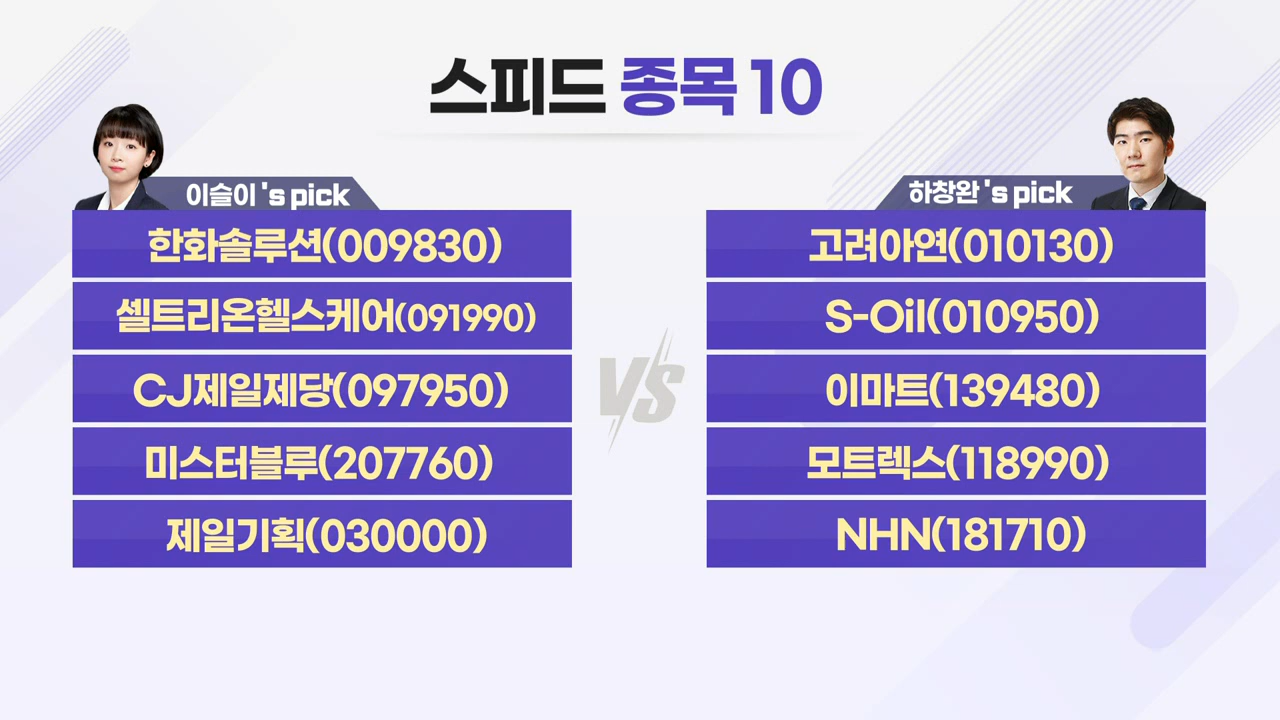 스피드 종목 10
이슬이 's pick
한화솔루션(009830)
셀트리온헬스케어(091990)
CJ제일제당(097950)
미스터블루(207760)
제일기획(030000)
VS
하창완 's pick
고려아연(010130)
S-Oil(010950)
이마트(139480)
모트렉스(118990)
NHN(181710)